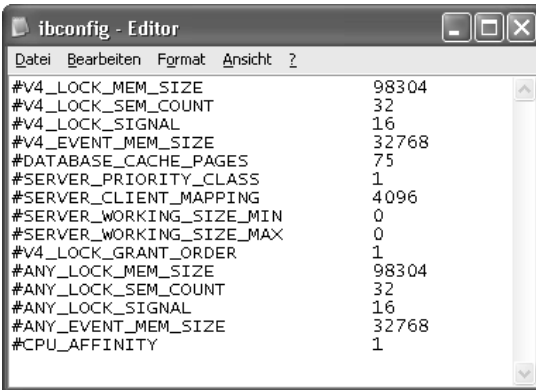 ibconfig - Editor
Datei Bearbeiten Format Ansicht ?
#V4_LOCK_MEM_SIZE 98304
#V4_LOCK_SEM_COUNT 32
#V4_LOCK_SIGNAL 16
#V4_EVENT_MEM_SIZE 32768
#DATABASE_CACHE_PAGES 75
#SERVER_PRIORITY_CLASS 1
#SERVER_CLIENT_MAPPING 4096
#SERVER_WORKING_SIZE_MIN 0
#SERVER_WORKING_SIZE_MAX 0
#V4_LOCK_GRANT_ORDER 1
#ANY_LOCK_MEM_SIZE 98304
#ANY_LOCK_SEM_COUNT 32
#ANY_LOCK_SIGNAL 16
#ANY_EVENT_MEM_SIZE 32768
#CPU_AFFINITY 1